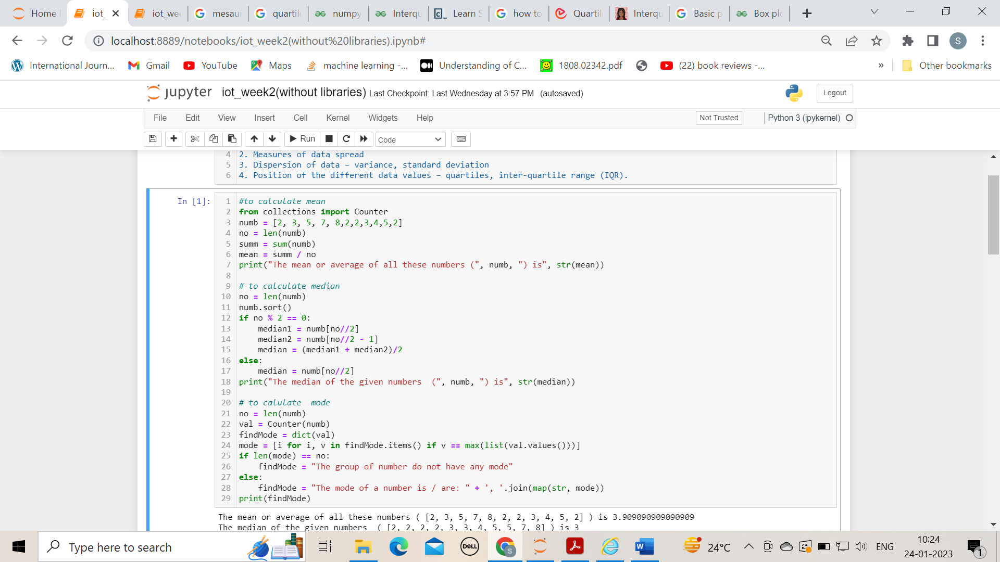 Home
iot_
iot_wee
mesau
quartile
numpy
Interqu
Learn S
how to
Quartil
Interqu
Basic p
Box plo
localhost:8889/notebooks/iot_week2(without%20libraries).ipynb#
S
International Journ...
Gmail
YouTube
Maps
machine learning -...
Understanding of C...
1808.02342.pdf
(22) book reviews -...
»
Other bookmarks
jupyter iot_week2(without libraries) Last Checkpoint: Last Wednesday at 3:57 PM (autosaved)
Logout
File Edit View Insert Cell Kernel Widgets Help
Not Trusted
Python 3 (ipykernel)
Run
Code
4 2. Measures of data spread
5 3. Dispersion of data – variance, standard deviation
6 4. Position of the different data values – quartiles, inter-quartile range (IQR).
In [1]:
1 #to calculate mean
2 from collections import Counter
3 numb = [2, 3, 5, 7, 8,2,2,3,4,5,2]
4 no = len(numb)
5 summ = sum(numb)
6 mean = summ / no
7 print("The mean or average of all these numbers (", numb, ") is", str(mean))
8
9 # to calculate median
10 no = len(numb)
11 numb.sort()
12 if no % 2 == 0:
13     median1 = numb[no//2]
14     median2 = numb[no//2 - 1]
15     median = (median1 + median2)/2
16 else:
17     median = numb[no//2]
18 print("The median of the given numbers  (", numb, ") is", str(median))
19
20 # to calulate  mode
21 no = len(numb)
22 val = Counter(numb)
23 findMode = dict(val)
24 mode = [i for i, v in findMode.items() if v == max(list(val.values()))]
25 if len(mode) == no:
26     findMode = "The group of number do not have any mode"
27 else:
28     findMode = "The mode of a number is / are: " + ', '.join(map(str, mode))
29 print(findMode)
The mean or average of all these numbers ( [2, 3, 5, 7, 8, 2, 2, 3, 4, 5, 2] ) is 3.909090909090909
The median of the given numbers  ( [2, 2, 2, 2, 3, 3, 4, 5, 5, 7, 8] ) is 3
Type here to search
DELL
S
W
24°C
ENG
10:24
24-01-2023
1